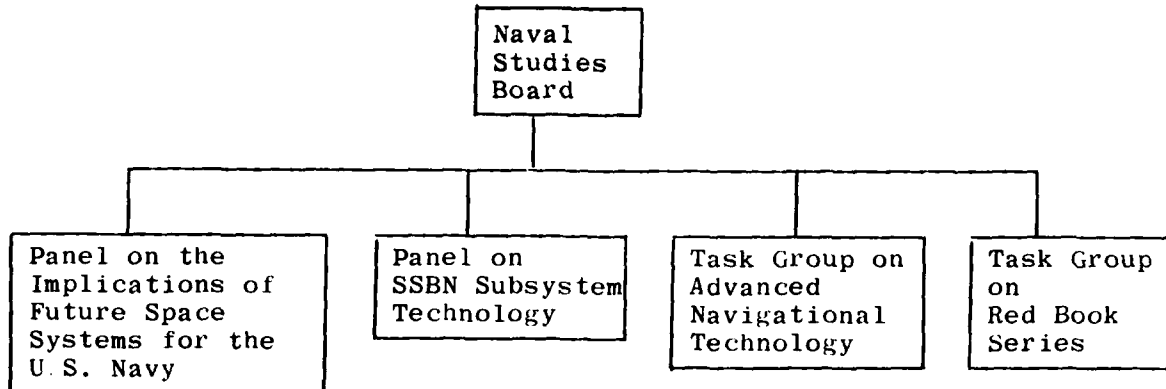 Naval
Studies
Board
Panel on the
Implications of
Future Space
Systems for the
U.S. Navy
Panel on
SSBN Subsystem
Technology
Task Group on
Advanced
Navigational
Technology
Task Group
on
Red Book
Series